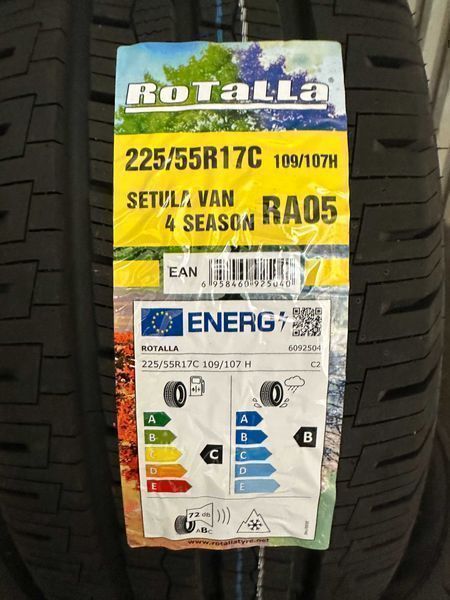 RoTalla
225/55R17C 109/107H
SETULA VAN
4 SEASON RA05
EAN
6 958460 925040
ENERG
ROTALLA 6092504
225/55R17C 109/107 H C2
A A
B B
C C
D D
E E
C B
72 dB
ABC
www.rotallatyre.net